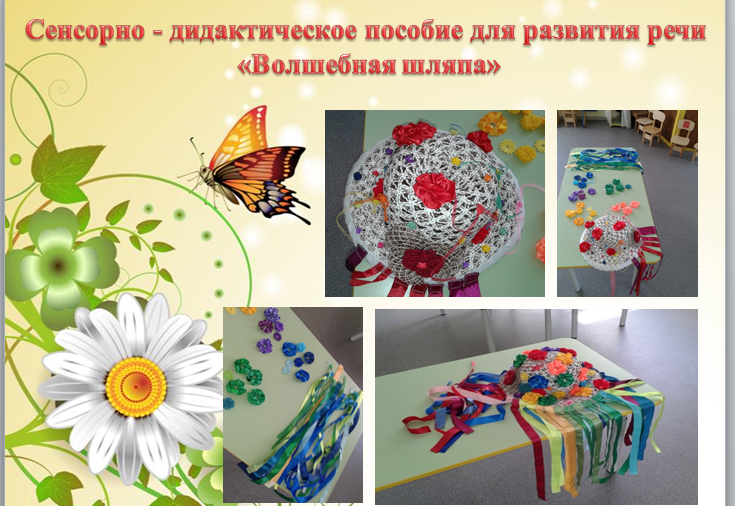 Сенсорно - дидактическое пособие для развития речи
«Волшебная шляпа»